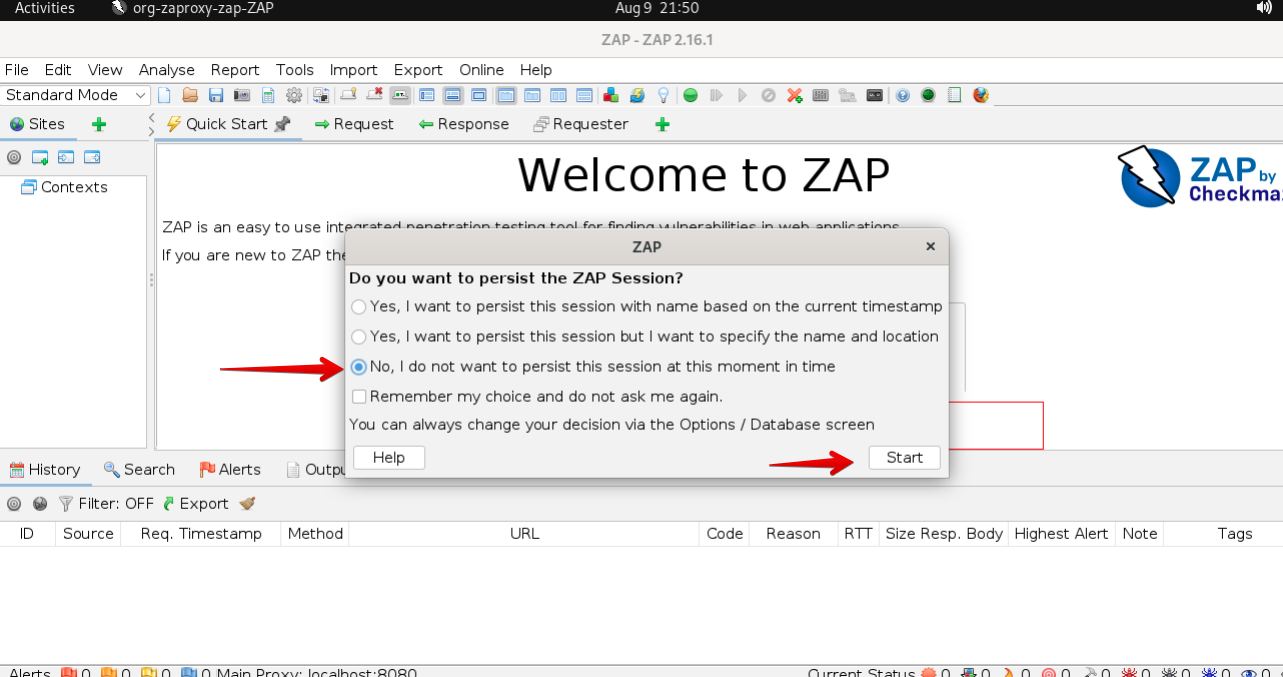 Activities org-zaproxy-zap-ZAP Aug 9 21:50
ZAP - ZAP 2.16.1
File Edit View Analyse Report Tools Import Export Online Help
Standard Mode
Sites Quick Start Request Response Requester
Contexts
Welcome to ZAP
ZAP by
Checkma
ZAP is an easy to use integrated penetration testing tool for finding vulnerabilities in web applications.
If you are new to ZAP the
ZAP
Do you want to persist the ZAP Session?
Yes, I want to persist this session with name based on the current timestamp
Yes, I want to persist this session but I want to specify the name and location
No, I do not want to persist this session at this moment in time
Remember my choice and do not ask me again.
You can always change your decision via the Options / Database screen
Help Start
History Search Alerts Outpu
Filter: OFF Export
ID Source Req. Timestamp Method URL Code Reason RTT Size Resp. Body Highest Alert Note Tags
Alerts 0 0 0 0 Main Proxy: localhost:8080 Current Status 0 0 0 0 0 0 0 0 0